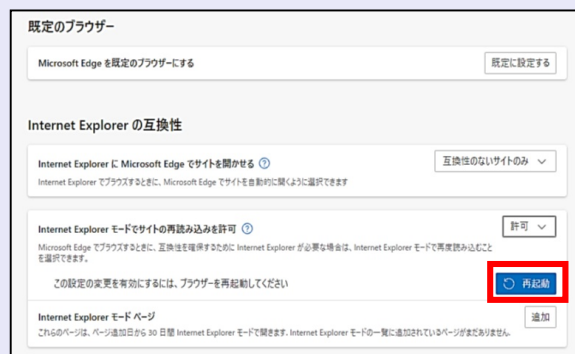 既定のブラウザー
Microsoft Edge を既定のブラウザーにする
既定に設定する
Internet Explorer の互換性
Internet Explorer に Microsoft Edge でサイトを開かせる ?
互換性のないサイトのみ
Internet Explorer でブラウズするときに、Microsoft Edge でサイトを自動的に開くように選択できます
Internet Explorer モードでサイトの再読み込みを許可 ?
許可
Microsoft Edge でブラウズするときに、互換性を確保するために Internet Explorer が必要な場合は、Internet Explorer モードで再度読み込むこと
を選択できます。
この設定の変更を有効にするには、ブラウザーを再起動してください
再起動
Internet Explorer モード ページ
追加
これらのページは、ページ追加日から 30 日間 Internet Explorer モードで開きます。Internet Explorer モードの一覧に追加されているページがまだありません。